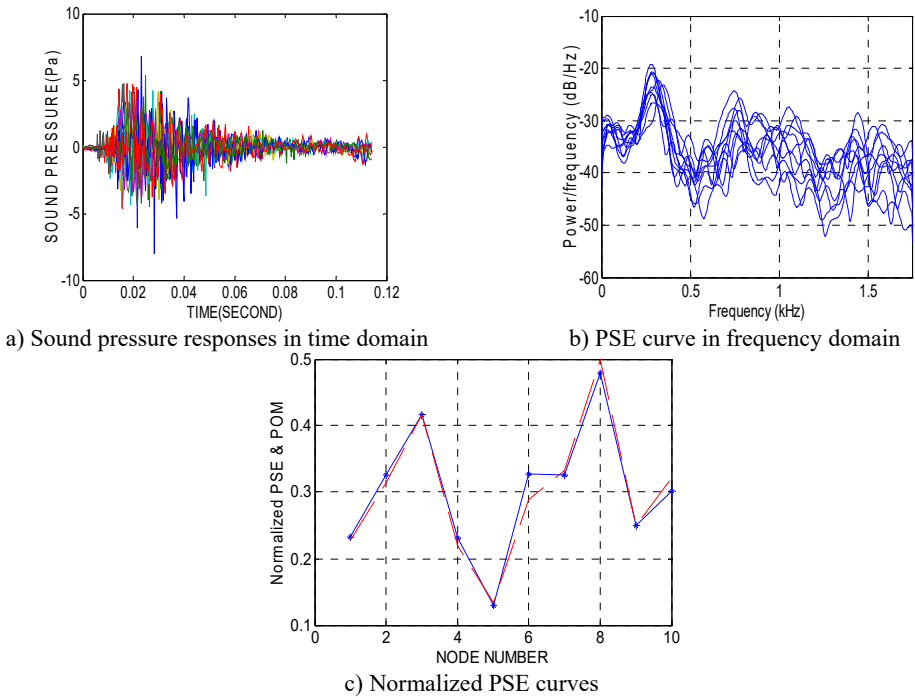 10
5
0
-5
-10
SOUND PRESSURE(Pa)
0 0.02 0.04 0.06 0.08 0.1 0.12
TIME(SECOND)
a) Sound pressure responses in time domain
-10
-20
-30
-40
-50
-60
Power/frequency (dB/Hz)
0 0.5 1 1.5
Frequency (kHz)
b) PSE curve in frequency domain
0.5
0.4
0.3
0.2
0.1
Normalized PSE & POM
0 2 4 6 8 10
NODE NUMBER
c) Normalized PSE curves